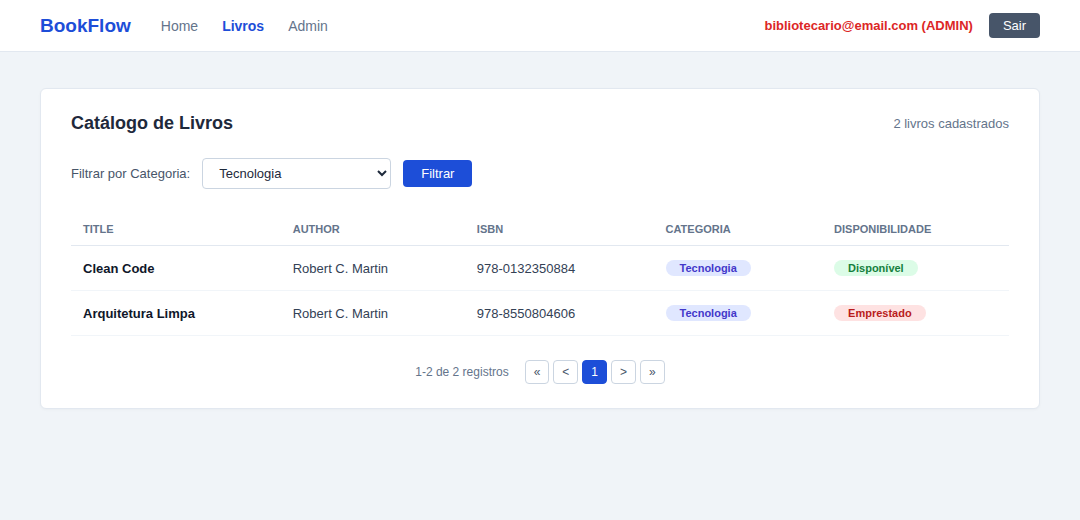 BookFlow Home Livros Admin bibliotecario@email.com (ADMIN) Sair
Catálogo de Livros 2 livros cadastrados
Filtrar por Categoria: Tecnologia Filtrar
TITLE AUTHOR ISBN CATEGORIA DISPONIBILIDADE
Clean Code Robert C. Martin 978-0132350884 Tecnologia Disponível
Arquitetura Limpa Robert C. Martin 978-8550804606 Tecnologia Emprestado
1-2 de 2 registros « < 1 > »